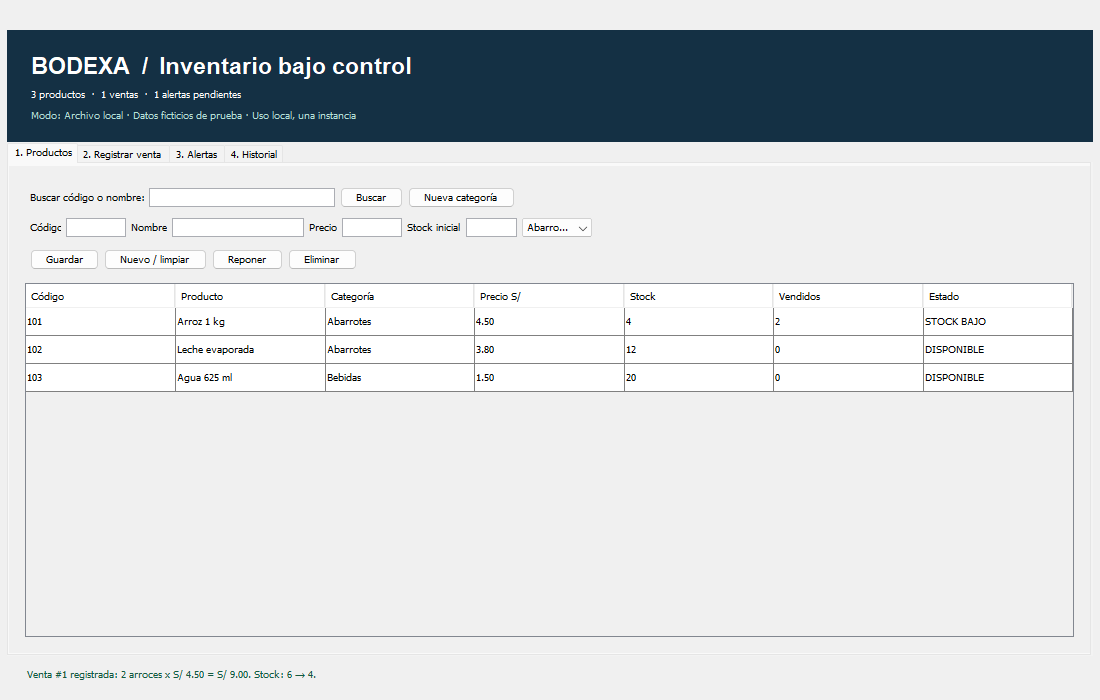 BODEXA / Inventario bajo control
3 productos · 1 ventas · 1 alertas pendientes
Modo: Archivo local · Datos ficticios de prueba · Uso local, una instancia
1. Productos 2. Registrar venta 3. Alertas 4. Historial
Buscar código o nombre: Buscar Nueva categoría
Código Nombre Precio Stock inicial Abarro...
Guardar Nuevo / limpiar Reponer Eliminar
Código Producto Categoría Precio S/ Stock Vendidos Estado
101 Arroz 1 kg Abarrotes 4.50 4 2 STOCK BAJO
102 Leche evaporada Abarrotes 3.80 12 0 DISPONIBLE
103 Agua 625 ml Bebidas 1.50 20 0 DISPONIBLE
Venta #1 registrada: 2 arroces x S/ 4.50 = S/ 9.00. Stock: 6 → 4.